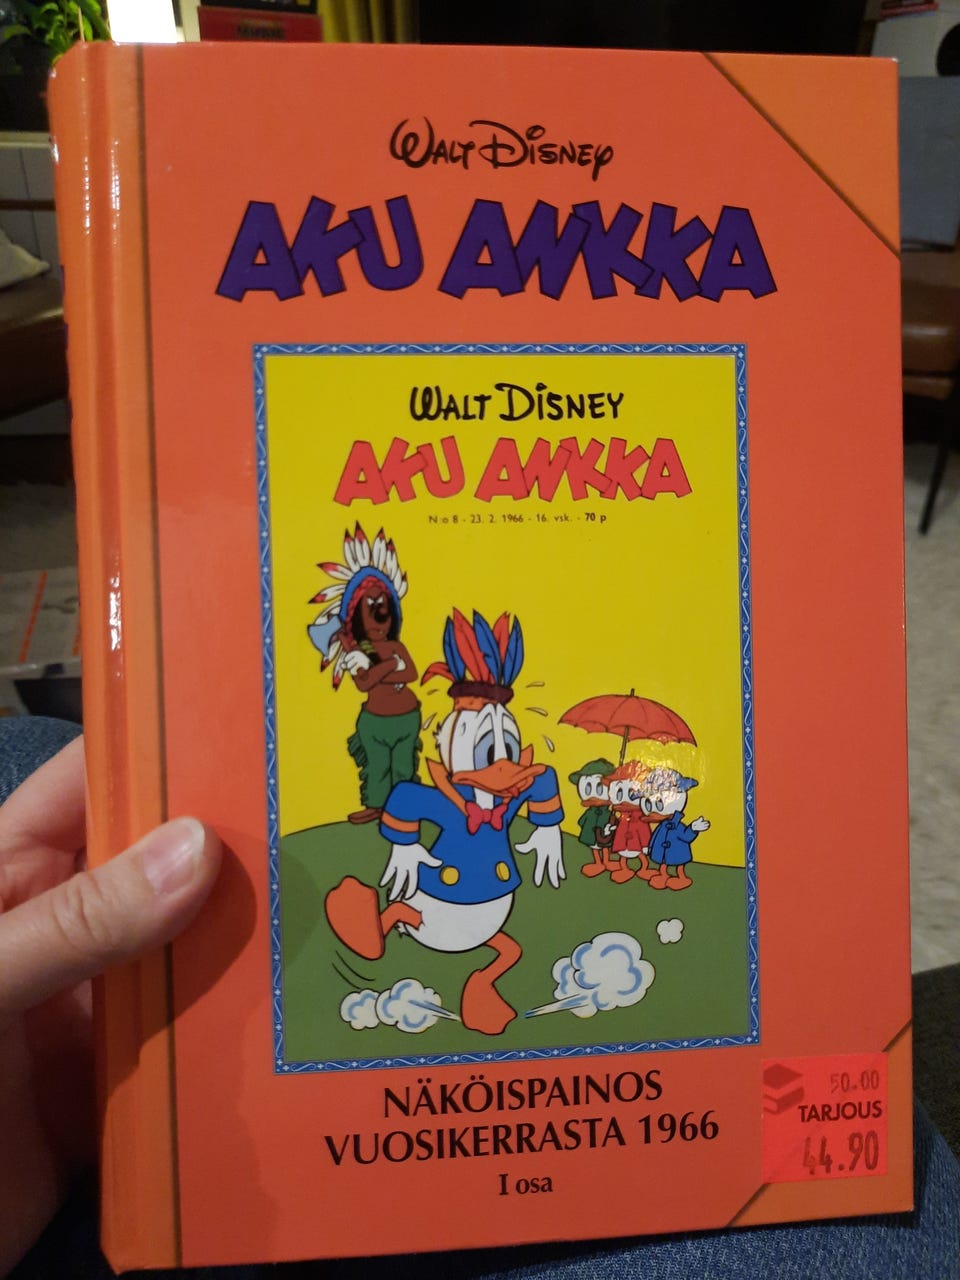 WALT DISNEY
AKU ANKKA
WALT DISNEY
AKU ANKKA
N:o 8 - 23. 2. 1966 - 16. vsk. - 70 p
NÄKÖISPAINOS
VUOSIKERRASTA 1966
I osa
50.00
TARJOUS
44.90